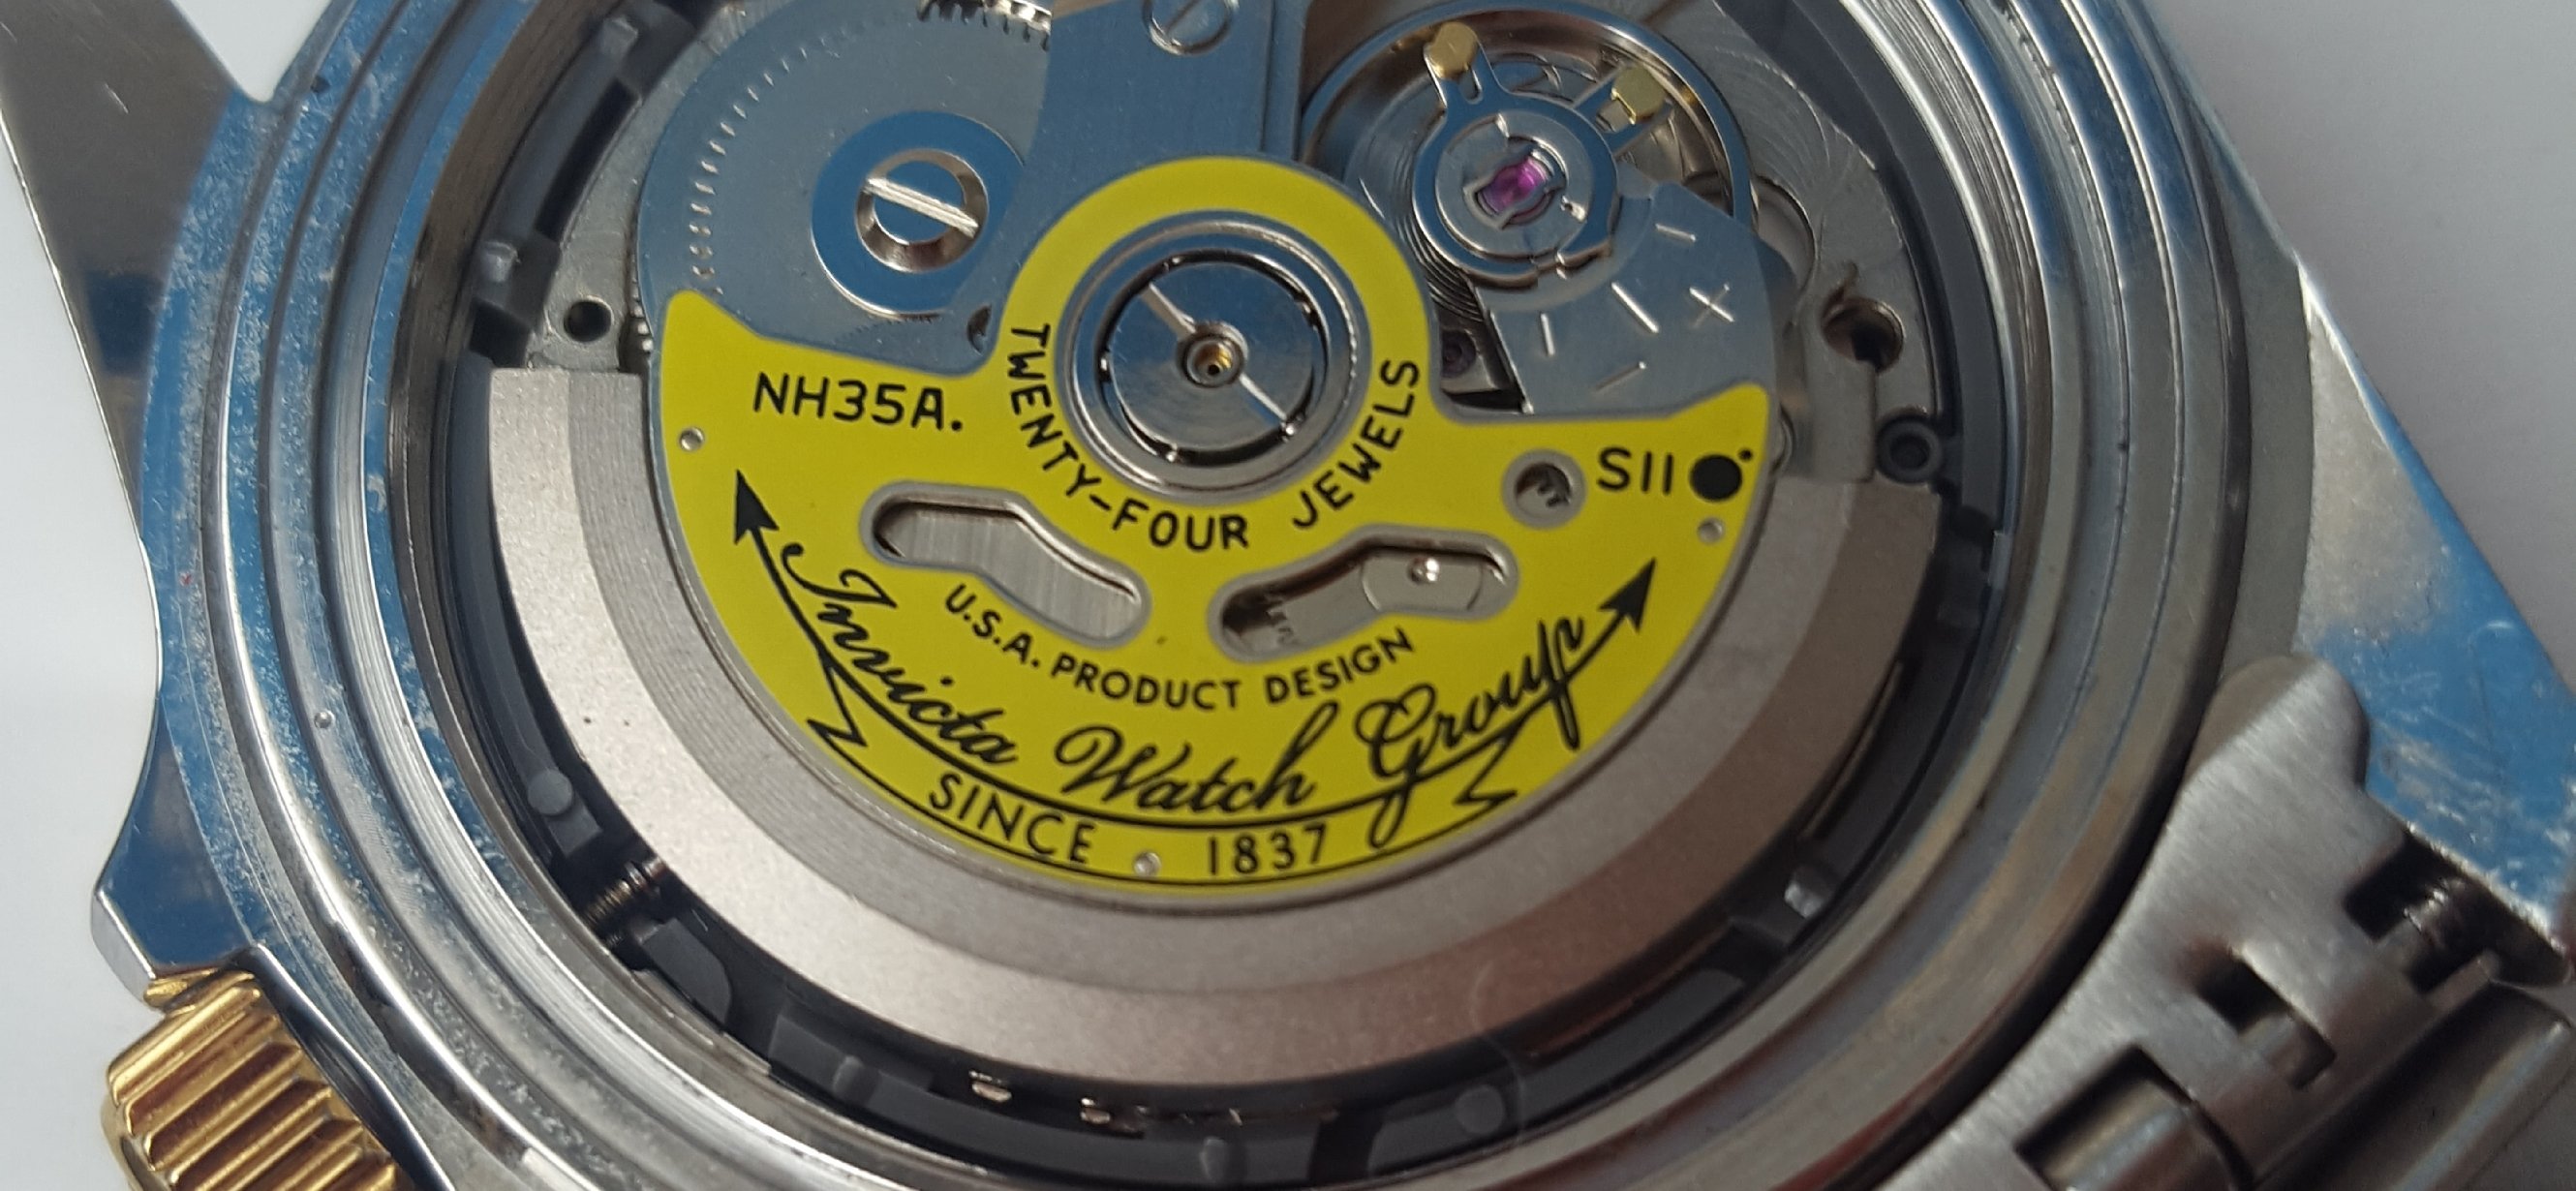 NH35A.
TWENTY-FOUR JEWELS
SII
U.S.A. PRODUCT DESIGN
Invicta Watch Group
SINCE 1837